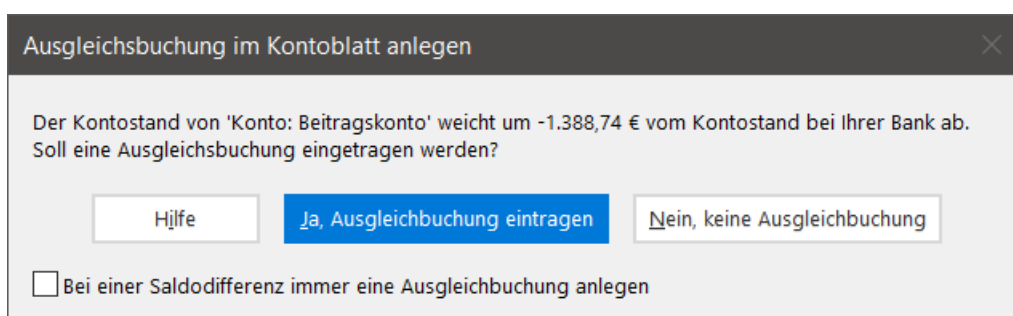 Ausgleichsbuchung im Kontoblatt anlegen
Der Kontostand von 'Konto: Beitragskonto' weicht um -1.388,74 € vom Kontostand bei Ihrer Bank ab.
Soll eine Ausgleichsbuchung eingetragen werden?
Hilfe
Ja, Ausgleichbuchung eintragen
Nein, keine Ausgleichbuchung
Bei einer Saldodifferenz immer eine Ausgleichbuchung anlegen